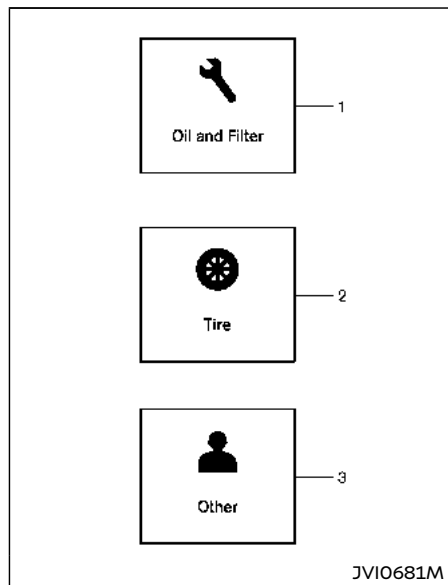 Oil and Filter
1
Tire
2
Other
3
JVI0681M